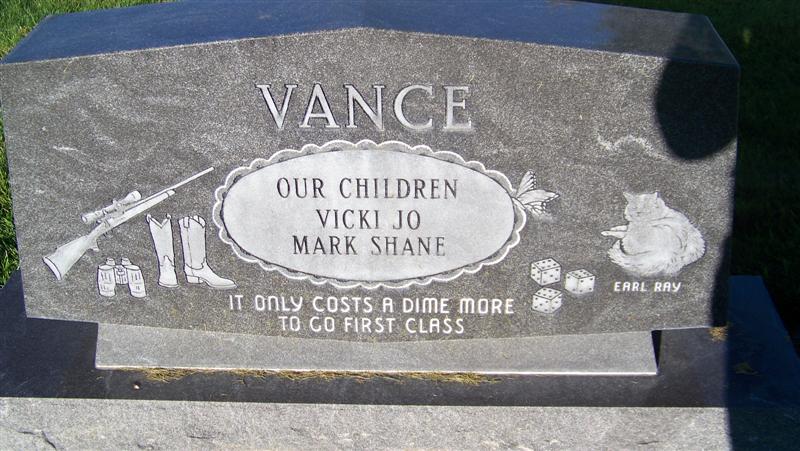 VANCE
OUR CHILDREN
VICKI JO
MARK SHANE
EARL RAY
IT ONLY COSTS A DIME MORE
TO GO FIRST CLASS